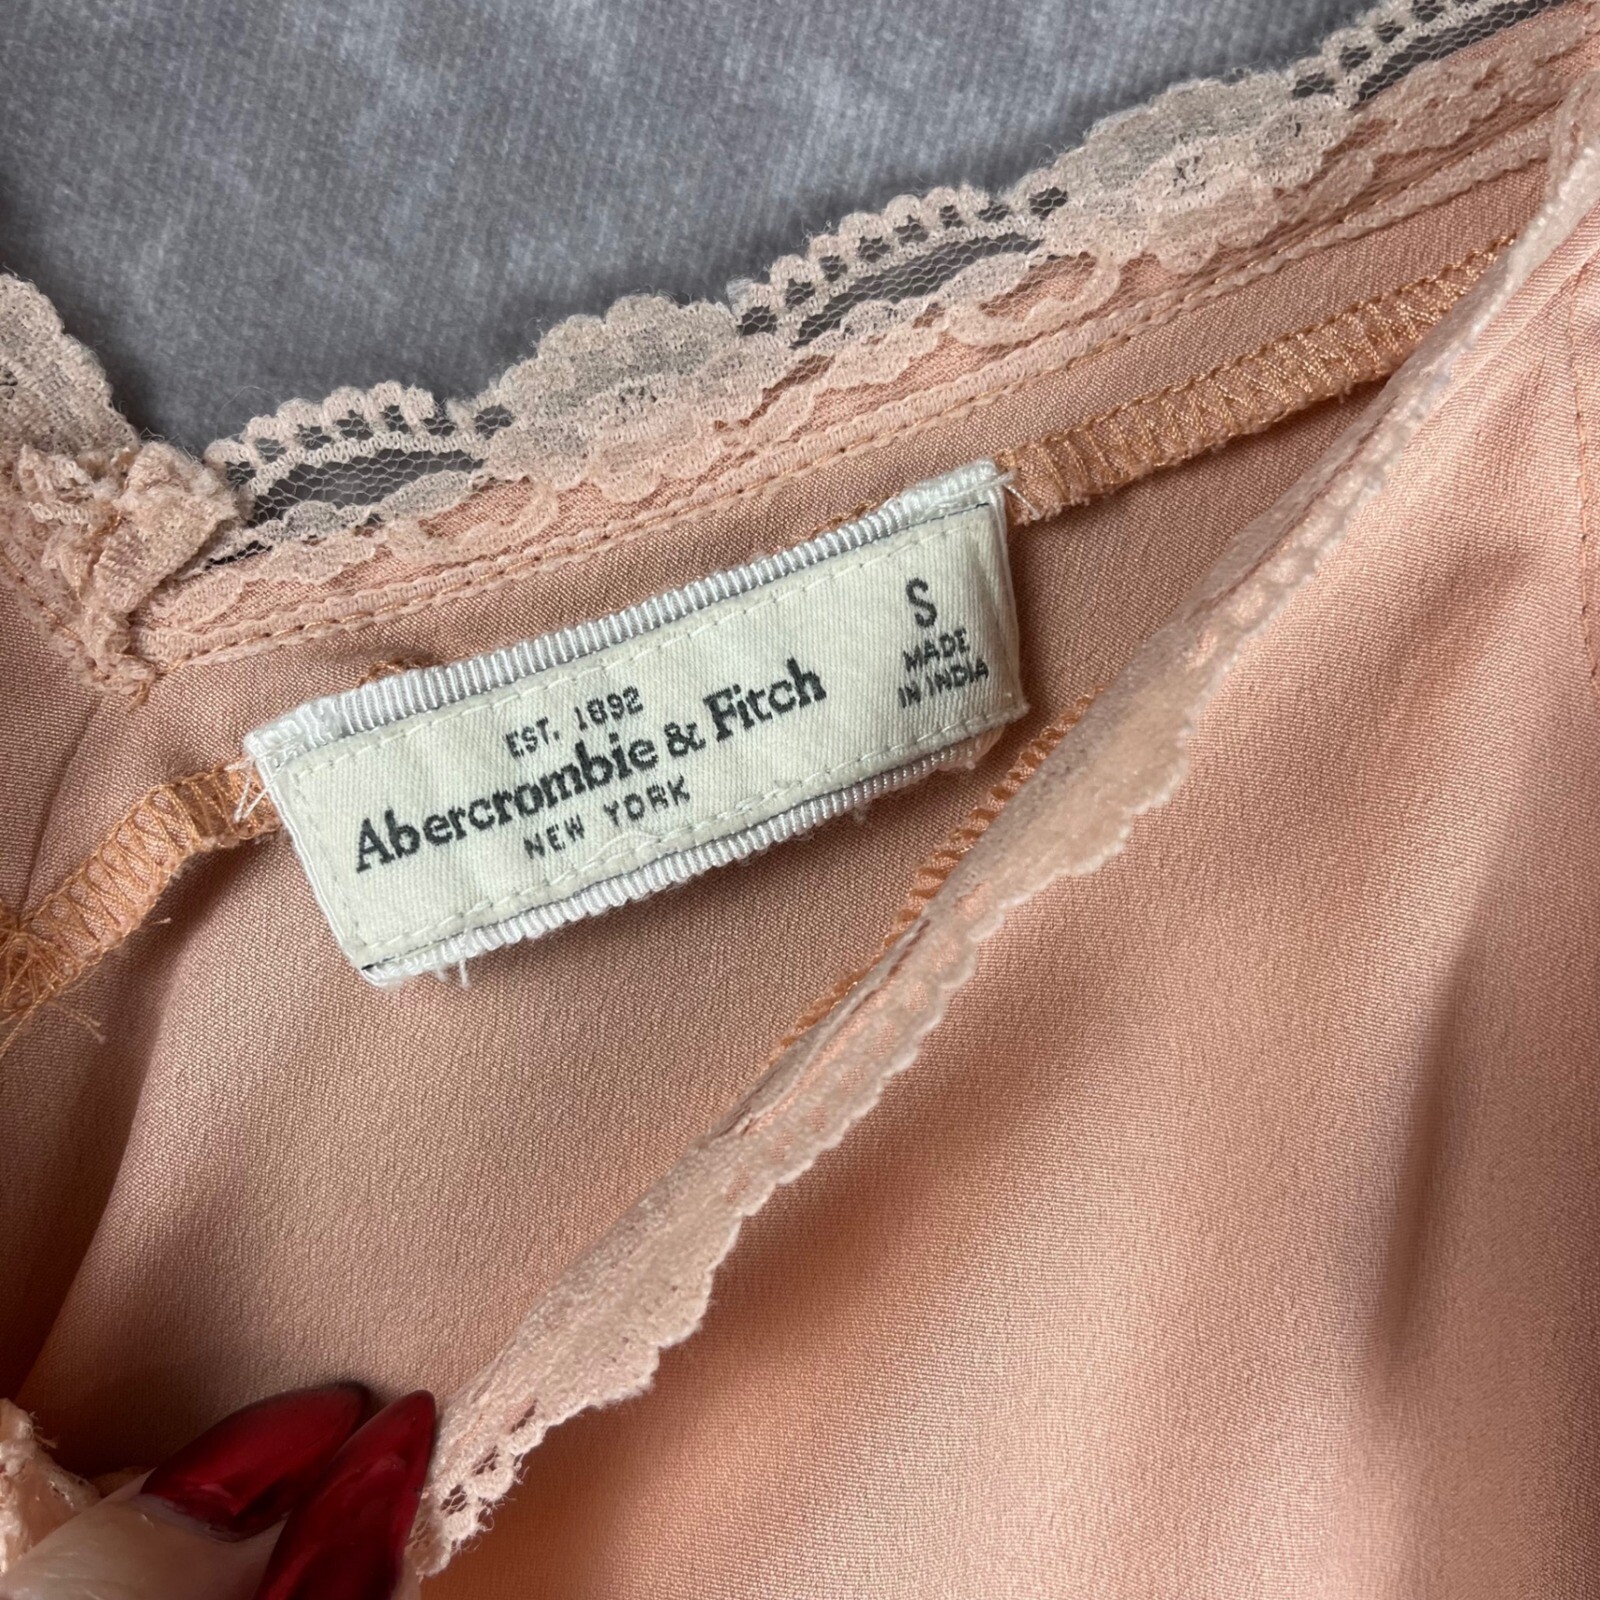 EST. 1892
Abercrombie & Fitch
NEW YORK
S
MADE
IN INDIA